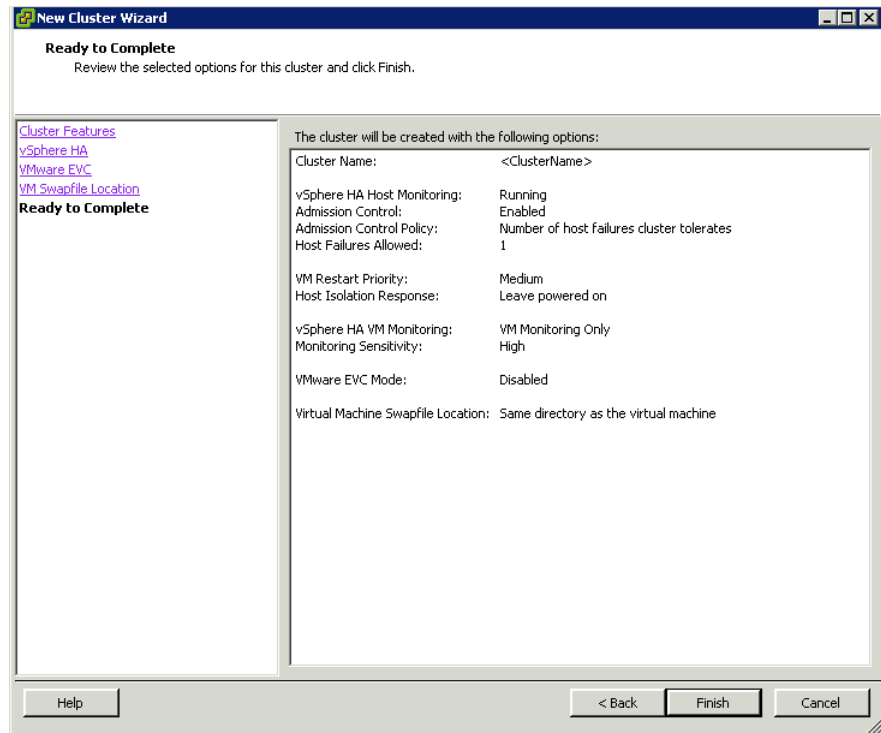 New Cluster Wizard
Ready to Complete
Review the selected options for this cluster and click Finish.
Cluster Features
vSphere HA
VMware EVC
VM Swapfile Location
Ready to Complete
The cluster will be created with the following options:
Cluster Name: <ClusterName>
vSphere HA Host Monitoring: Running
Admission Control: Enabled
Admission Control Policy: Number of host failures cluster tolerates
Host Failures Allowed: 1
VM Restart Priority: Medium
Host Isolation Response: Leave powered on
vSphere HA VM Monitoring: VM Monitoring Only
Monitoring Sensitivity: High
VMware EVC Mode: Disabled
Virtual Machine Swapfile Location: Same directory as the virtual machine
Help
< Back
Finish
Cancel